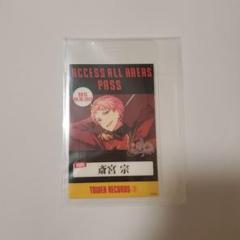 ACCESS ALL AREAS
PASS
斎宮 宗
TOWER RECORDS